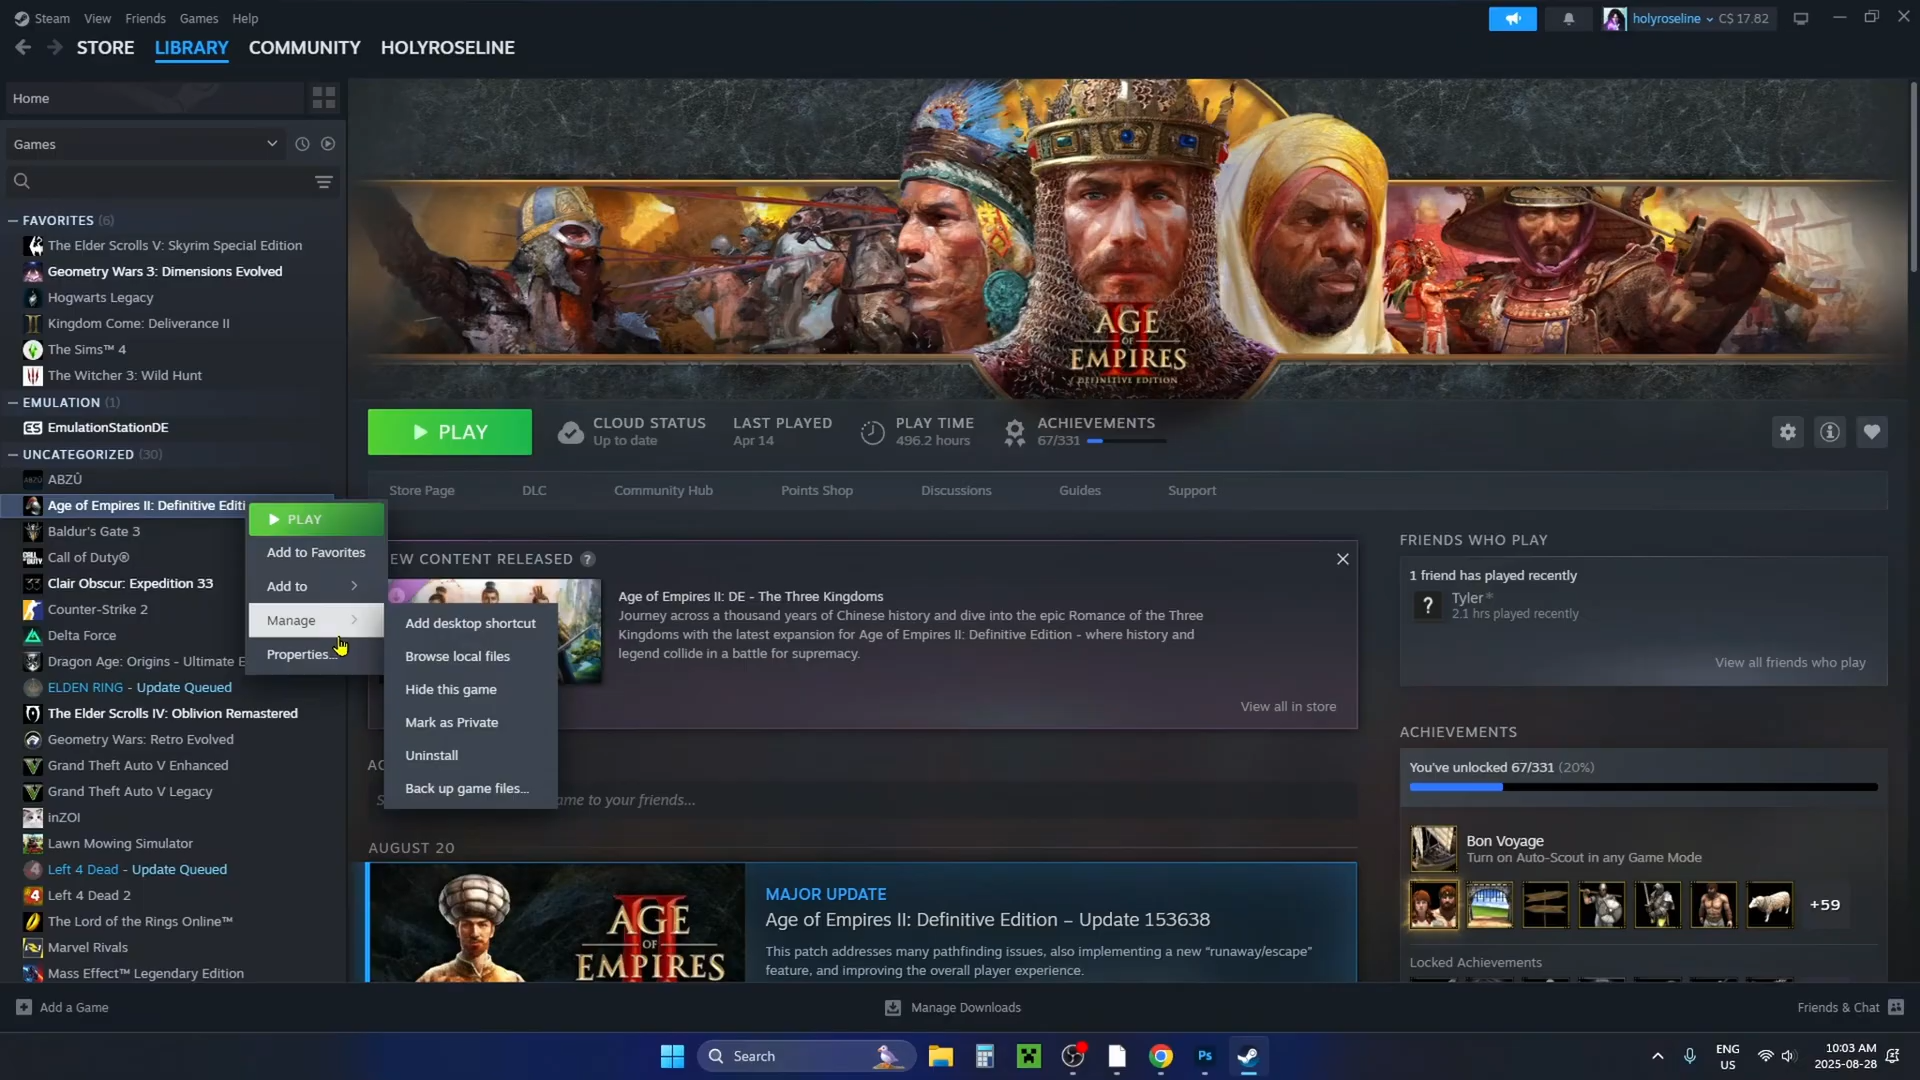 Steam View Friends Games Help
holyroseline C$ 17.82
STORE LIBRARY COMMUNITY HOLYROSELINE
Home
Games
FAVORITES (6)
The Elder Scrolls V: Skyrim Special Edition
Geometry Wars 3: Dimensions Evolved
Hogwarts Legacy
Kingdom Come: Deliverance II
The Sims™ 4
The Witcher 3: Wild Hunt
EMULATION (1)
ES EmulationStationDE
UNCATEGORIZED (30)
ABZÛ
Age of Empires II: Definitive Editi
Baldur's Gate 3
Call of Duty®
Clair Obscur: Expedition 33
Counter-Strike 2
Delta Force
Dragon Age: Origins - Ultimate E
ELDEN RING - Update Queued
The Elder Scrolls IV: Oblivion Remastered
Geometry Wars: Retro Evolved
Grand Theft Auto V Enhanced
Grand Theft Auto V Legacy
inZOI
Lawn Mowing Simulator
Left 4 Dead - Update Queued
Left 4 Dead 2
The Lord of the Rings Online™
Marvel Rivals
Mass Effect™ Legendary Edition
PLAY
Add to Favorites
Add to
Manage
Properties...
Add desktop shortcut
Browse local files
Hide this game
Mark as Private
Uninstall
Back up game files...
AGE
OF
EMPIRES
II
DEFINITIVE EDITION
PLAY
CLOUD STATUS
Up to date
LAST PLAYED
Apr 14
PLAY TIME
496.2 hours
ACHIEVEMENTS
67/331
Store Page DLC Community Hub Points Shop Discussions Guides Support
EW CONTENT RELEASED ?
Age of Empires II: DE - The Three Kingdoms
Journey across a thousand years of Chinese history and dive into the epic Romance of the Three
Kingdoms with the latest expansion for Age of Empires II: Definitive Edition - where history and
legend collide in a battle for supremacy.
View all in store
AC
S
me to your friends...
AUGUST 20
AGE
OF
II
EMPIRES
MAJOR UPDATE
Age of Empires II: Definitive Edition – Update 153638
This patch addresses many pathfinding issues, also implementing a new “runaway/escape”
feature, and improving the overall player experience.
FRIENDS WHO PLAY
1 friend has played recently
? Tyler *
2.1 hrs played recently
View all friends who play
ACHIEVEMENTS
You've unlocked 67/331 (20%)
Bon Voyage
Turn on Auto-Scout in any Game Mode
+59
Locked Achievements
Add a Game
Manage Downloads
Friends & Chat
Search
Ps
ENG
US
10:03 AM
2025-08-28